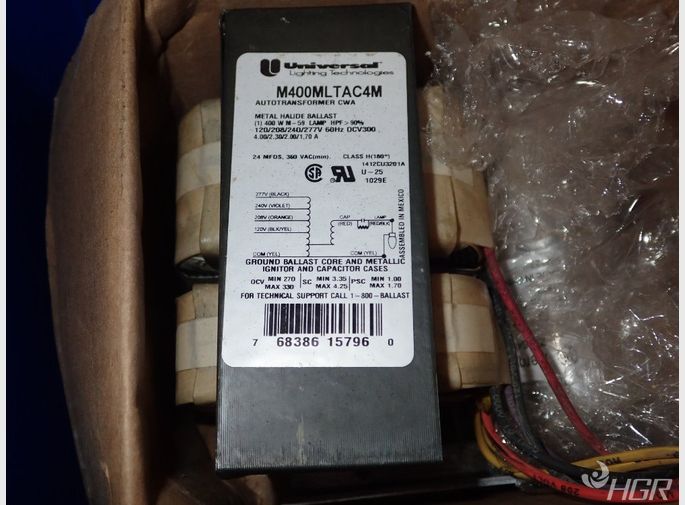 Universal
Lighting Technologies
M400MLTAC4M
AUTOTRANSFORMER CWA
METAL HALIDE BALLAST
(1) 400 W M-59 LAMP HPF > 90%
120/208/240/277V 60Hz OCV300
4.00/2.30/2.00/1.70 A
24 MFDS, 360 VAC(min). CLASS H(180°)
1412CU3201A
U-25
1029E
277V (BLACK)
240V (VIOLET)
208V (ORANGE)
120V (BLK/YEL)
COM (YEL)
CAP
(RED)
LAMP
(RED/BLK)
COM (YEL)
ASSEMBLED IN MEXICO
GROUND BALLAST CORE AND METALLIC
IGNITOR AND CAPACITOR CASES
OCV MIN 270 MAX 330 SC MIN 3.35 MAX 4.25 PSC MIN 1.00 MAX 1.70
FOR TECHNICAL SUPPORT CALL 1-800-BALLAST
7 68386 15796 0
208 VOLT
HGR